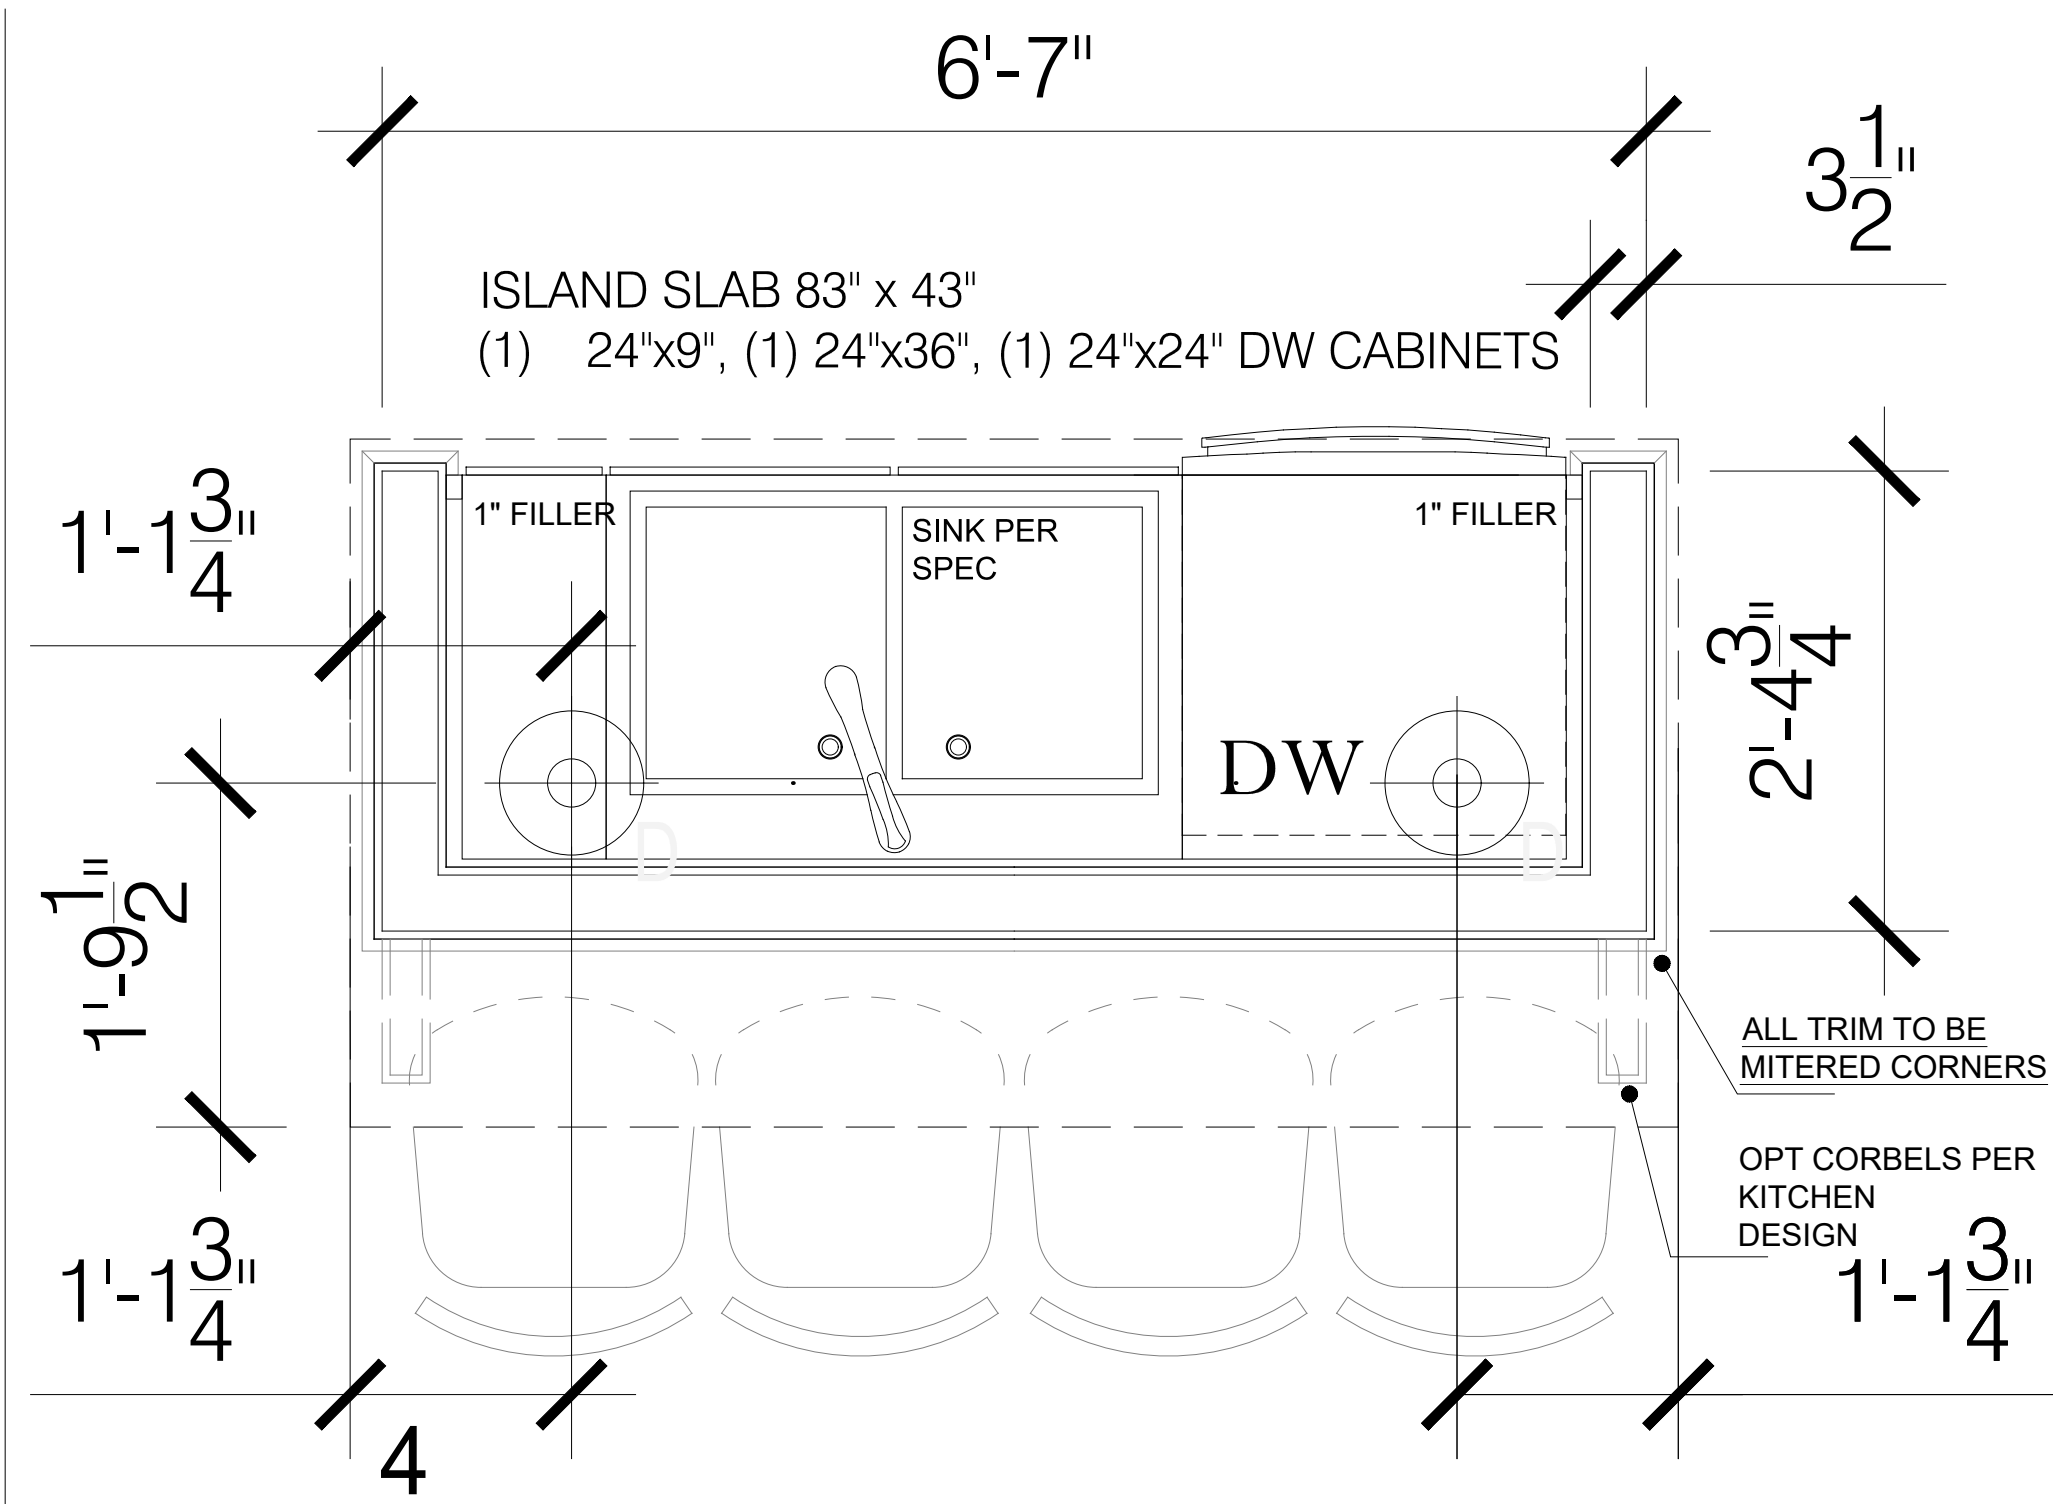 6'-7"
3 1/2"
ISLAND SLAB 83" x 43"
(1) 24"x9", (1) 24"x36", (1) 24"x24" DW CABINETS
1'-1 3/4"
1" FILLER
SINK PER
SPEC
1" FILLER
2'-4 3/4"
DW
D
D
1'-9 1/2"
ALL TRIM TO BE
MITERED CORNERS
OPT CORBELS PER
KITCHEN
DESIGN
1'-1 3/4"
1'-1 3/4"
4